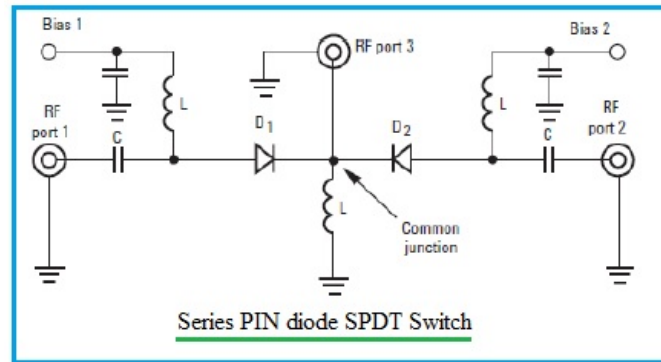 Bias 1
Bias 2
RF port 3
L
L
RF
port 1
C
D1
D2
C
RF
port 2
L
Common
junction
Series PIN diode SPDT Switch